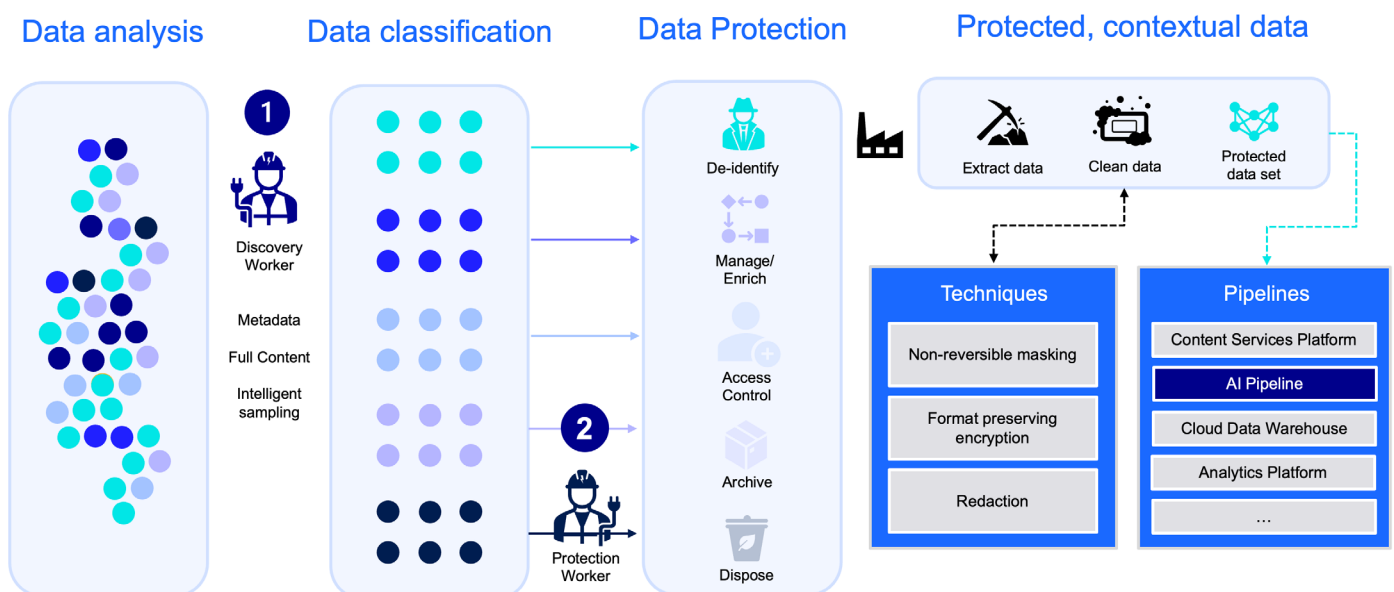 Data analysis
Data classification
Data Protection
Protected, contextual data
1
Discovery
Worker
Metadata
Full Content
Intelligent
sampling
2
Protection
Worker
De-identify
Manage/
Enrich
Access
Control
Archive
Dispose
Extract data
Clean data
Protected
data set
Techniques
Non-reversible masking
Format preserving
encryption
Redaction
Pipelines
Content Services Platform
AI Pipeline
Cloud Data Warehouse
Analytics Platform
...